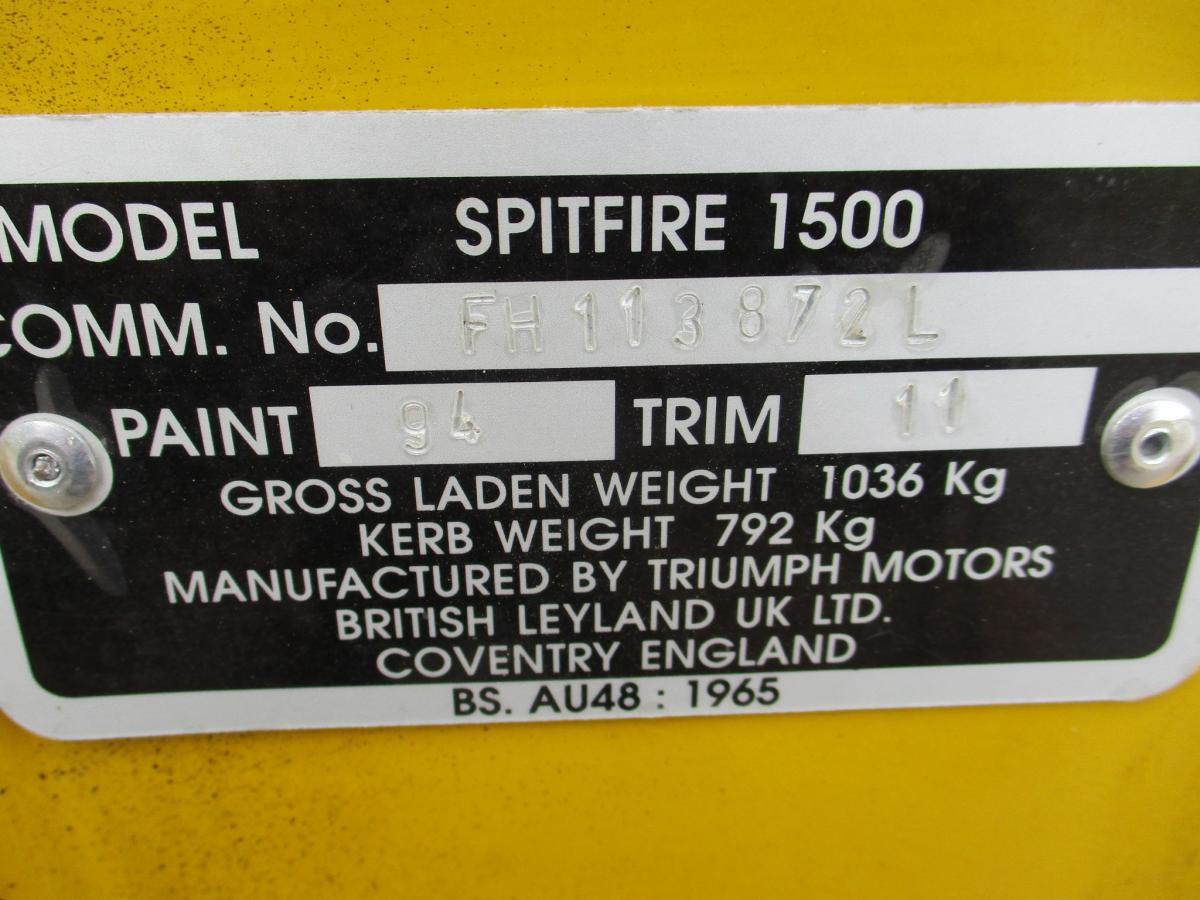 MODEL SPITFIRE 1500
COMM. No. FH113872L
PAINT 94 TRIM 11
GROSS LADEN WEIGHT 1036 Kg
KERB WEIGHT 792 Kg
MANUFACTURED BY TRIUMPH MOTORS
BRITISH LEYLAND UK LTD.
COVENTRY ENGLAND
BS. AU48 : 1965